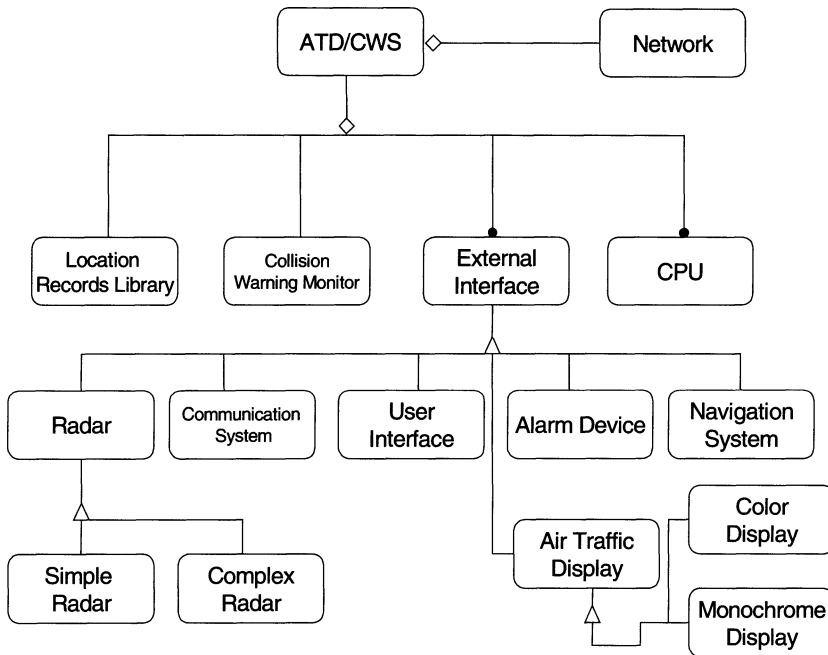 ATD/CWS
Network
Location
Records Library
Collision
Warning Monitor
External
Interface
CPU
Radar
Communication
System
User
Interface
Alarm Device
Navigation
System
Simple
Radar
Complex
Radar
Air Traffic
Display
Color
Display
Monochrome
Display